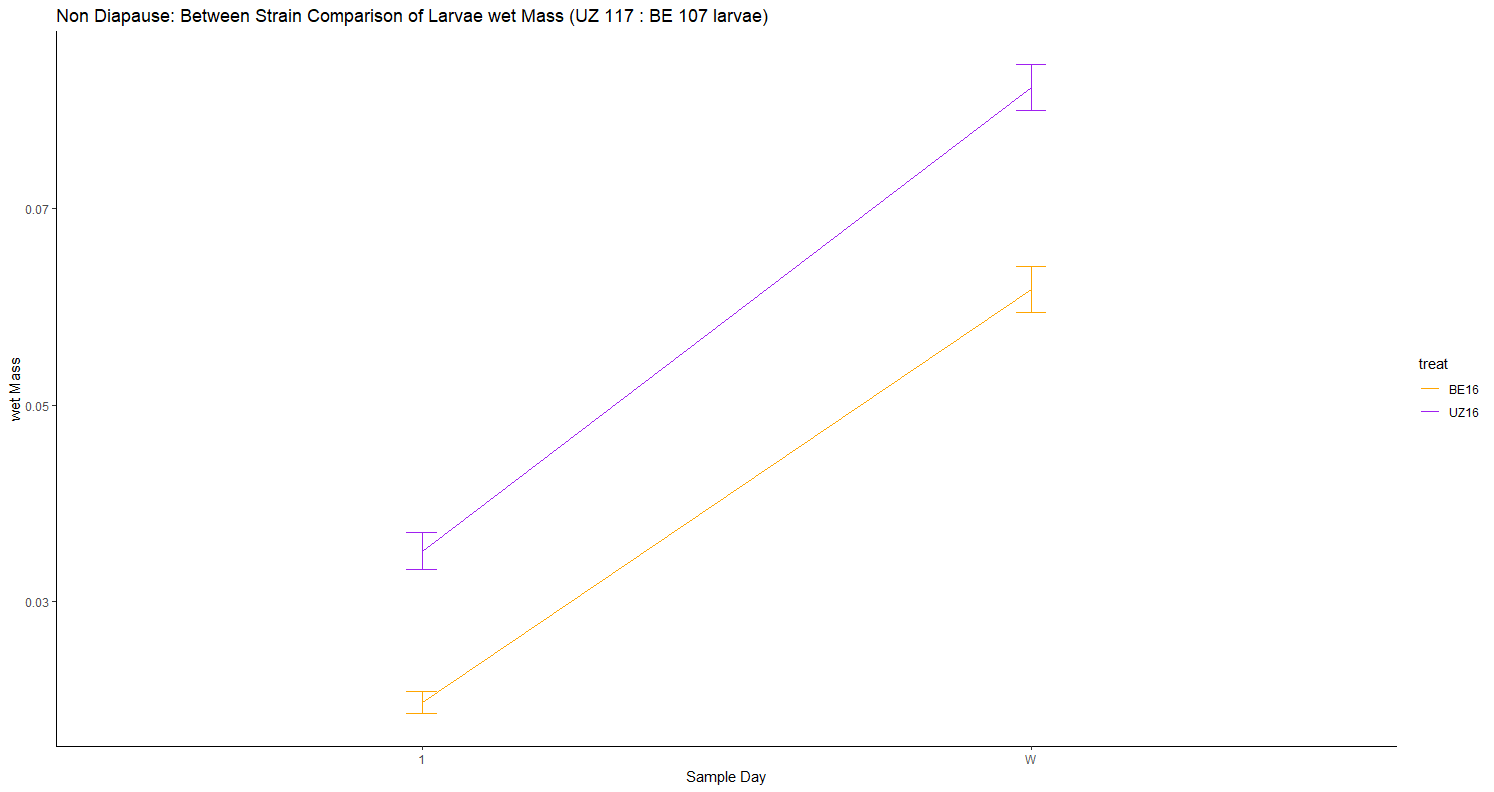 Non Diapause: Between Strain Comparison of Larvae wet Mass (UZ 117 : BE 107 larvae)
0.07
0.05
0.03
wet Mass
1
W
Sample Day
treat
BE16
UZ16